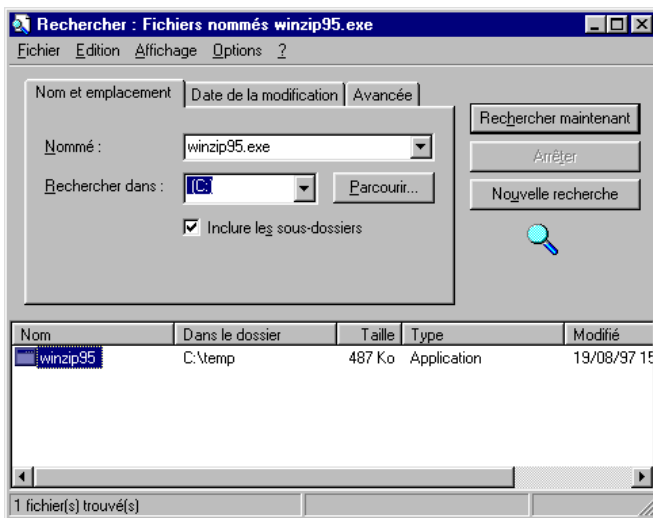 Rechercher : Fichiers nommés winzip95.exe
Fichier Edition Affichage Options ?
Nom et emplacement Date de la modification Avancée
Rechercher maintenant
Nommé : winzip95.exe
Arrêter
Rechercher dans : (C:) Parcourir...
Nouvelle recherche
Inclure les sous-dossiers
Nom Dans le dossier Taille Type Modifié
winzip95 C:\temp 487 Ko Application 19/08/97 15
1 fichier(s) trouvé(s)